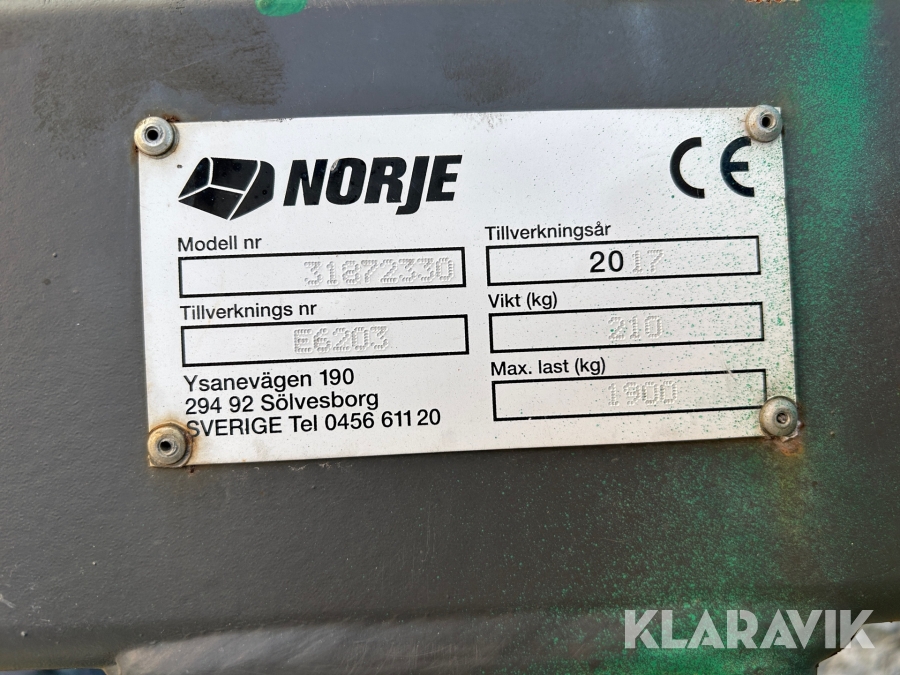 NORJE
CE
Modell nr
31872330
Tillverkningsår
2017
Tillverknings nr
E6203
Vikt (kg)
210
Max. last (kg)
1900
Ysanevägen 190
294 92 Sölvesborg
SVERIGE Tel 0456 611 20
KLARAVIK